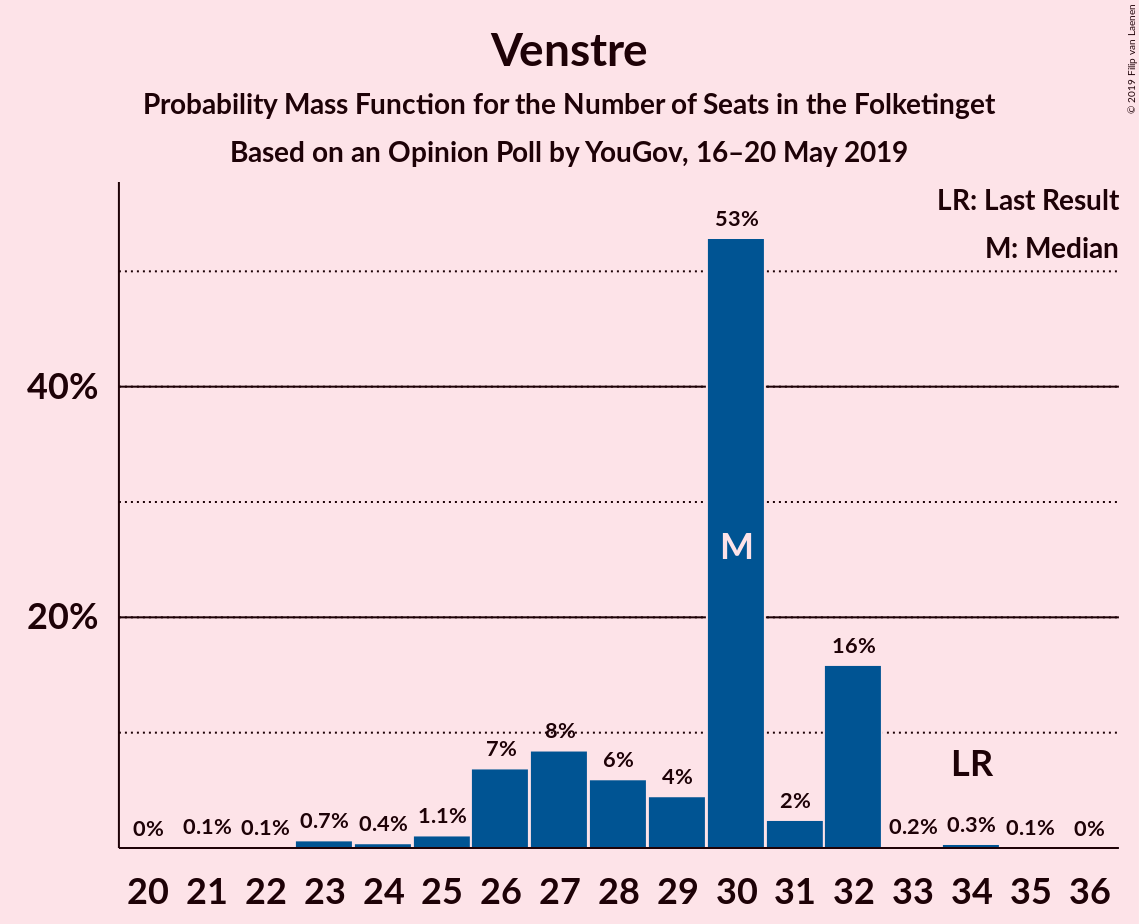 Venstre
Probability Mass Function for the Number of Seats in the Folketinget
Based on an Opinion Poll by YouGov, 16–20 May 2019
© 2019 Filip van Laenen
LR: Last Result
M: Median
40%
20%
0%
0.1%
0.1%
0.7%
0.4%
1.1%
7%
8%
6%
4%
53%
M
2%
16%
0.2%
LR
0.3%
0.1%
0%
20 21 22 23 24 25 26 27 28 29 30 31 32 33 34 35 36